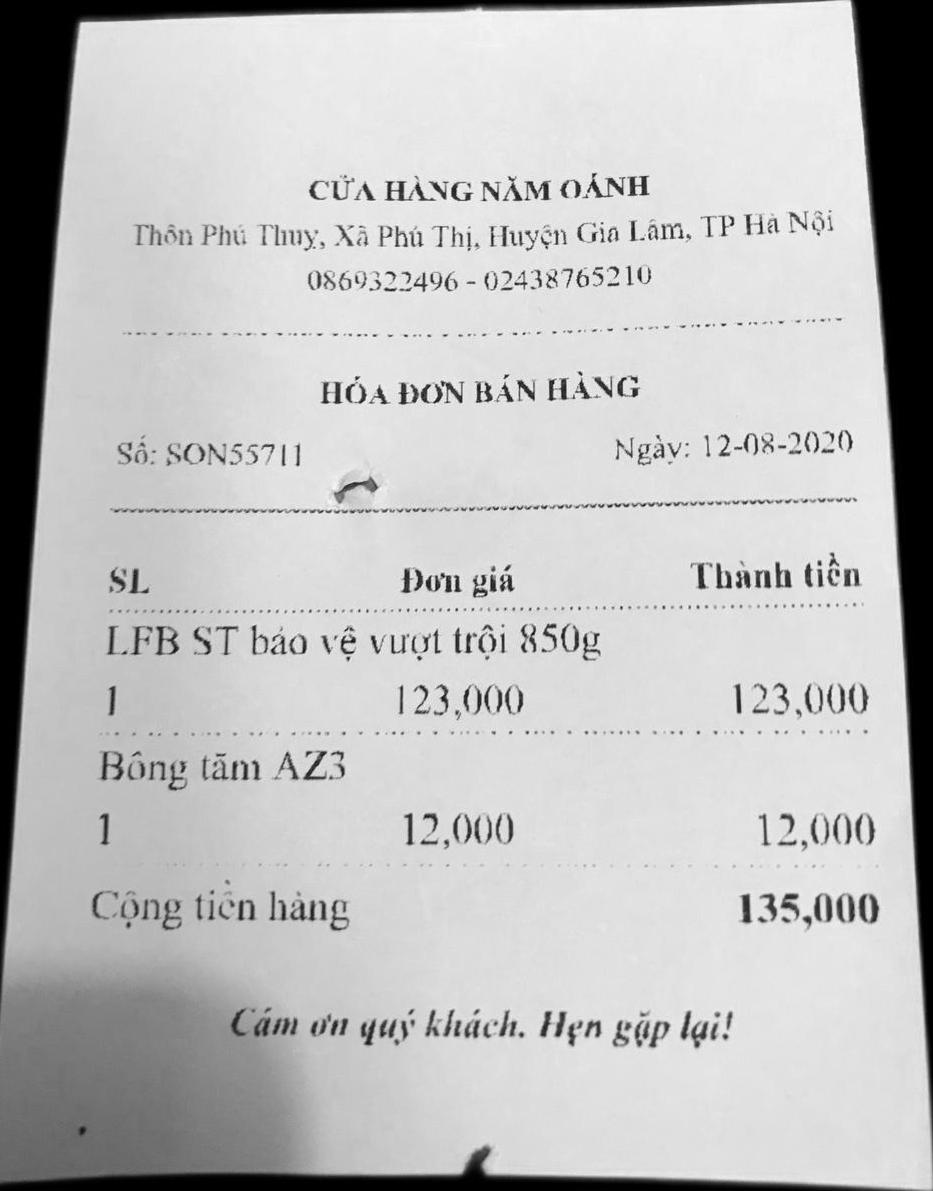 CỬA HÀNG NĂM OÁNH
Thôn Phú Thuỵ, Xã Phú Thị, Huyện Gia Lâm, TP Hà Nội
0869322496 - 02438765210
HÓA ĐƠN BÁN HÀNG
Số: SON55711 Ngày: 12-08-2020
SL Đơn giá Thành tiền
LFB ST bảo vệ vượt trội 850g
1 123,000 123,000
Bông tăm AZ3
1 12,000 12,000
Cộng tiền hàng 135,000
Cám ơn quý khách. Hẹn gặp lại!